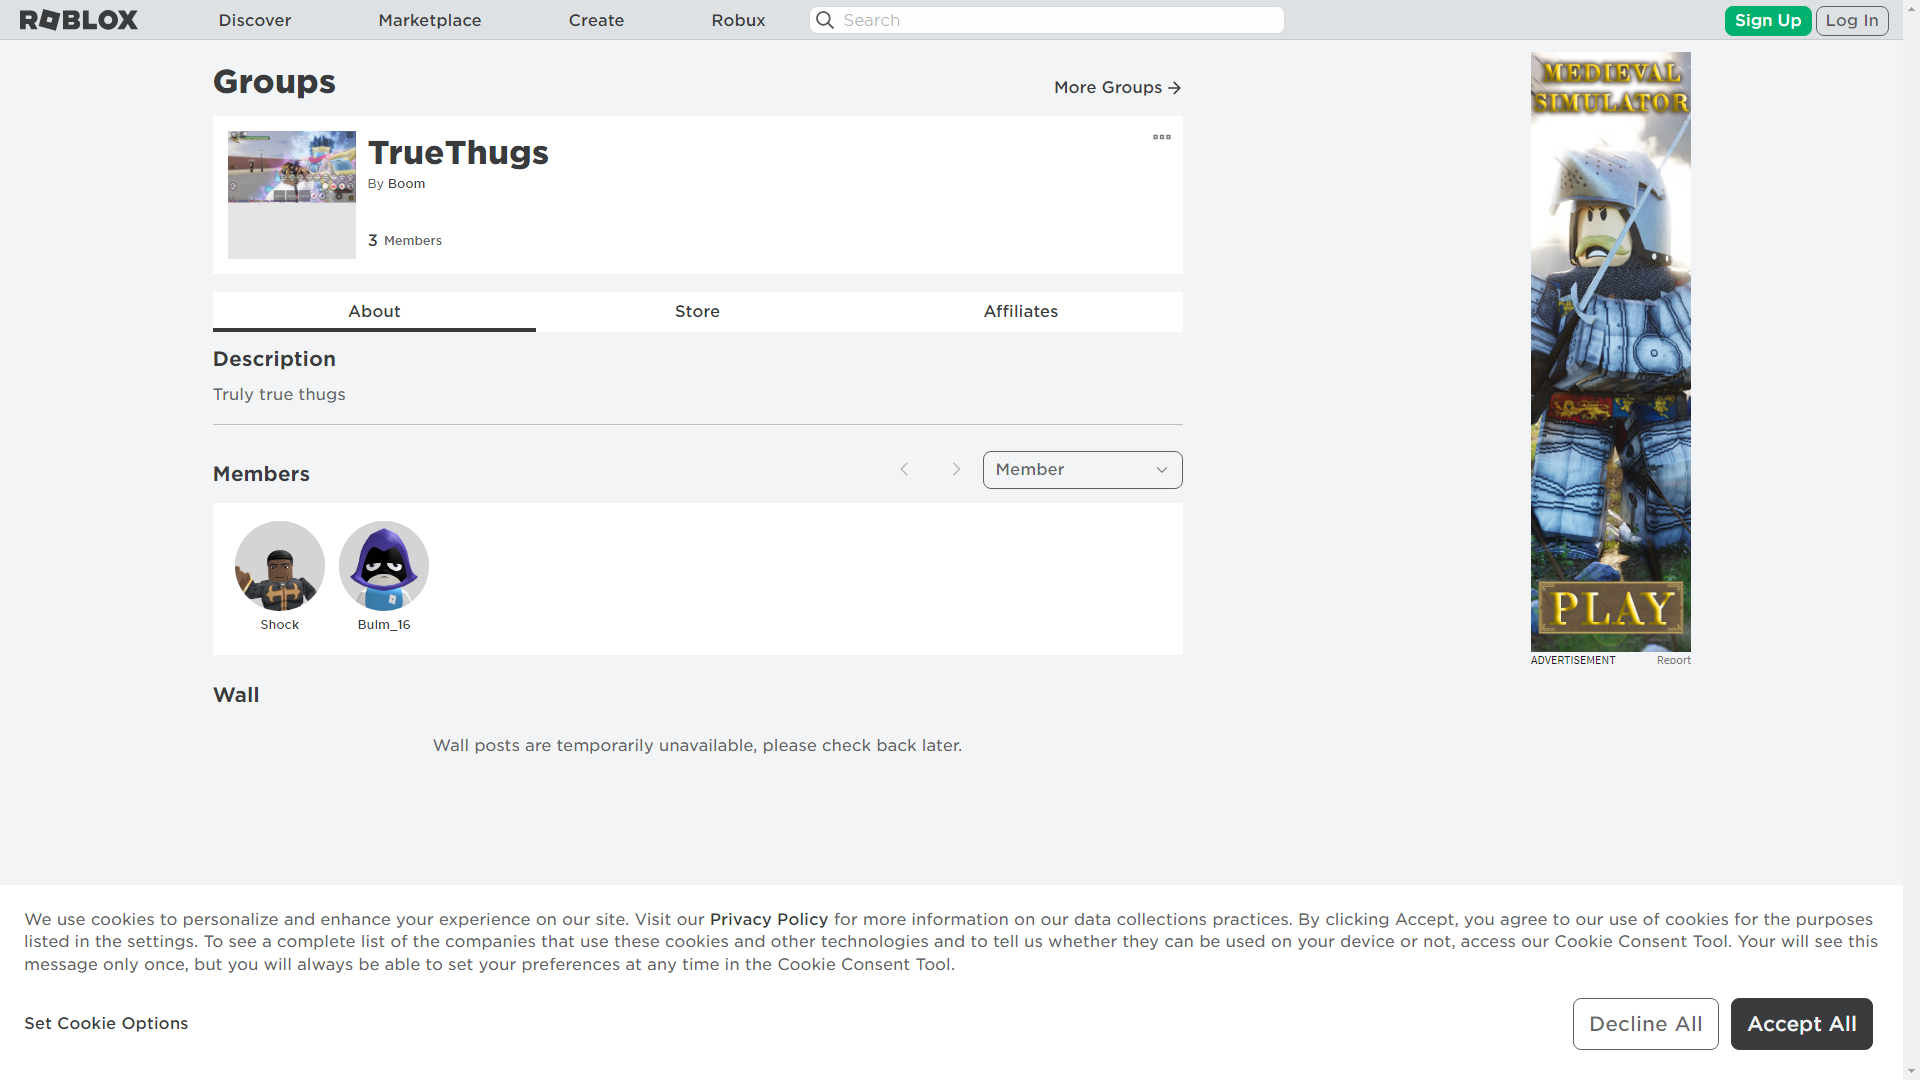 ROBLOX
Discover
Marketplace
Create
Robux
Search
Sign Up
Log In
Groups
More Groups
TrueThugs
By Boom
3 Members
About
Store
Affiliates
Description
Truly true thugs
Members
Member
Shock
Bulm_16
Wall
Wall posts are temporarily unavailable, please check back later.
MEDIEVAL
SIMULATOR
PLAY
ADVERTISEMENT
Report
We use cookies to personalize and enhance your experience on our site. Visit our Privacy Policy for more information on our data collections practices. By clicking Accept, you agree to our use of cookies for the purposes
listed in the settings. To see a complete list of the companies that use these cookies and other technologies and to tell us whether they can be used on your device or not, access our Cookie Consent Tool. Your will see this
message only once, but you will always be able to set your preferences at any time in the Cookie Consent Tool.
Set Cookie Options
Decline All
Accept All